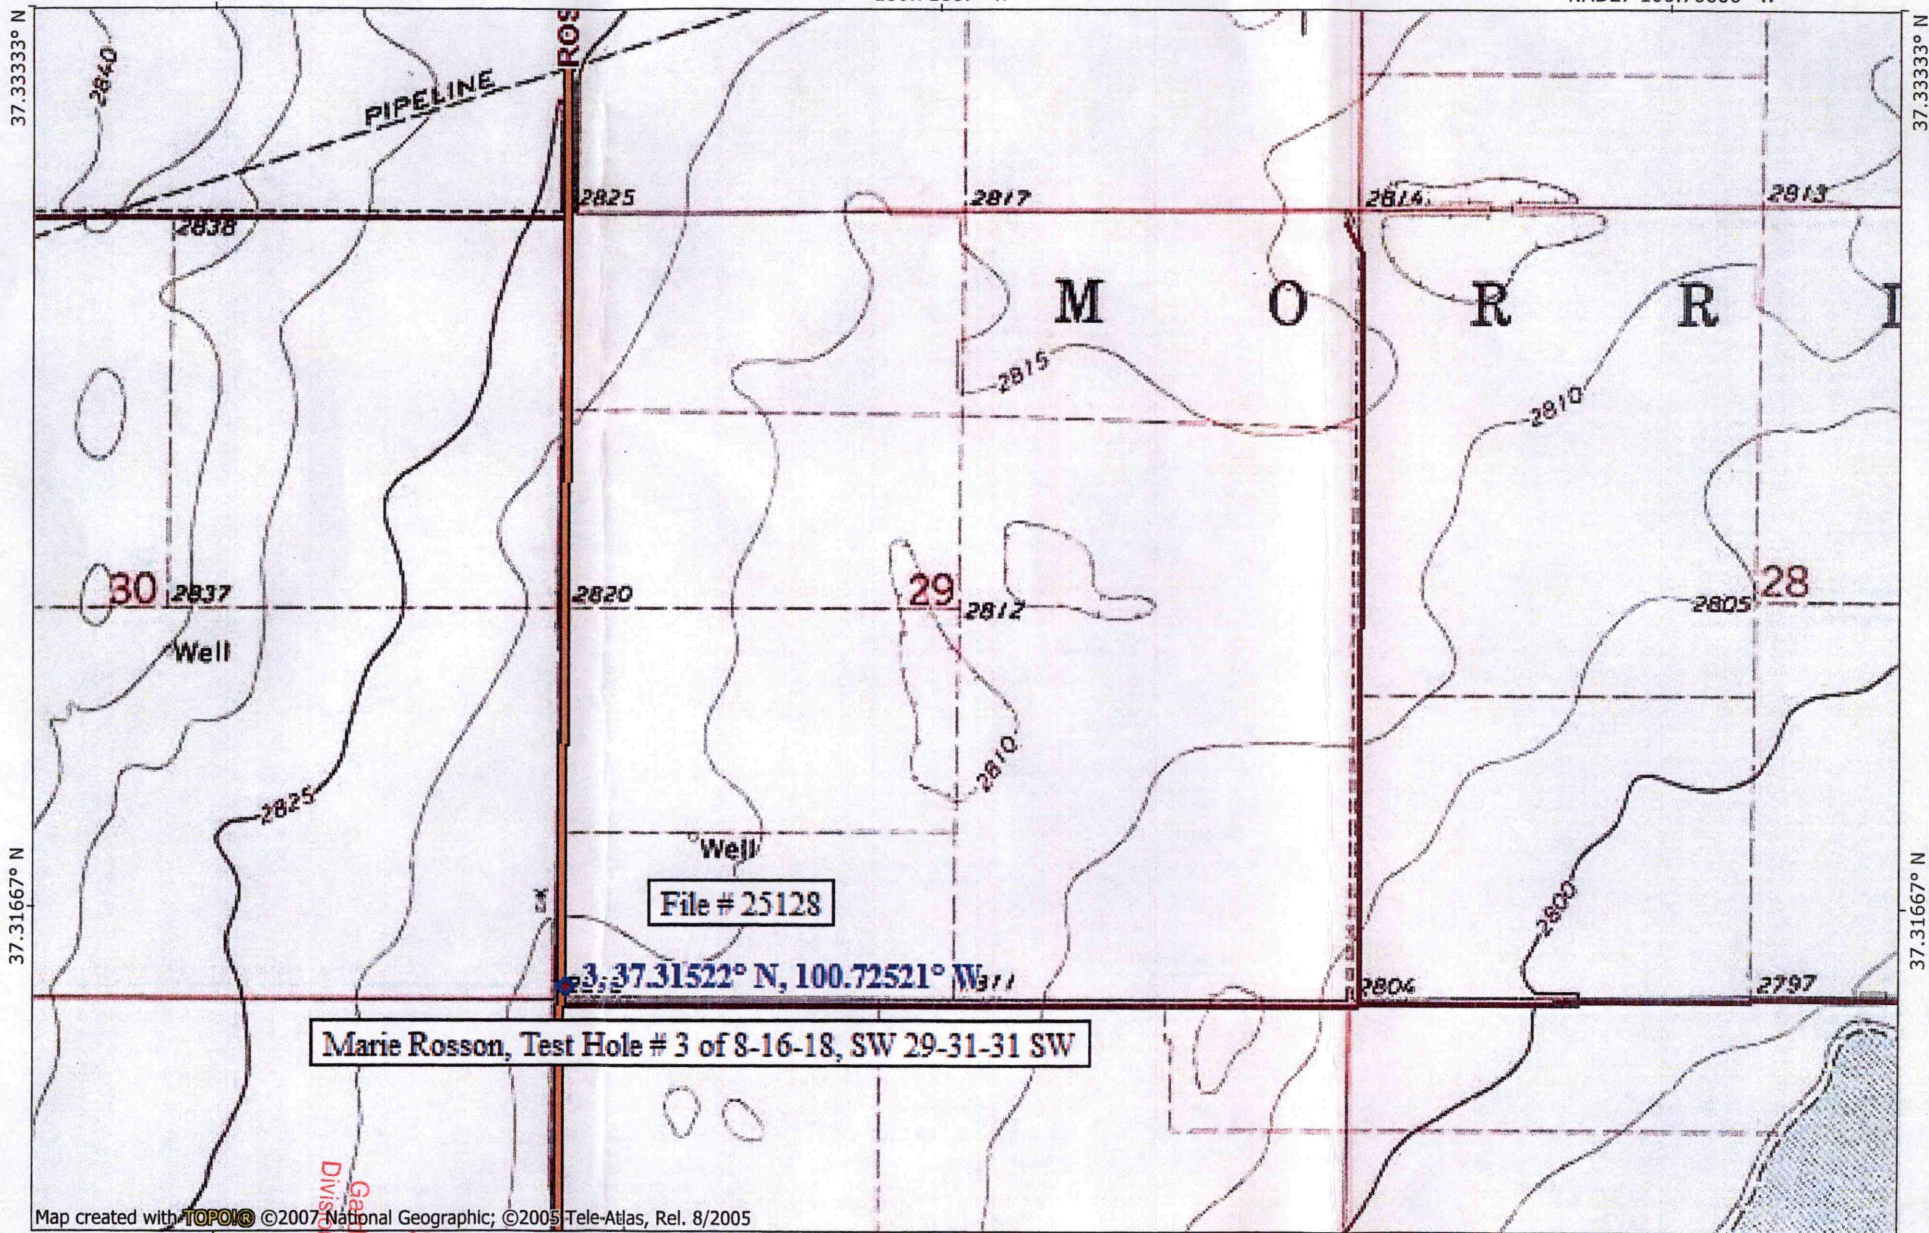 37.33333° N
37.33333° N
2840
PIPELINE
ROS
2825
2817
2814
2813
2838
M O R R I
2815
2810
30
2837
2820
29
2812
2805
28
Well
2810
2825
Well
File # 25128
2800
37.31667° N
37.31667° N
3, 37.31522° N, 100.72521° W
2804
2797
Marie Rosson, Test Hole # 3 of 8-16-18, SW 29-31-31 SW
Map created with TOPO!® ©2007 National Geographic; ©2005 Tele-Atlas, Rel. 8/2005